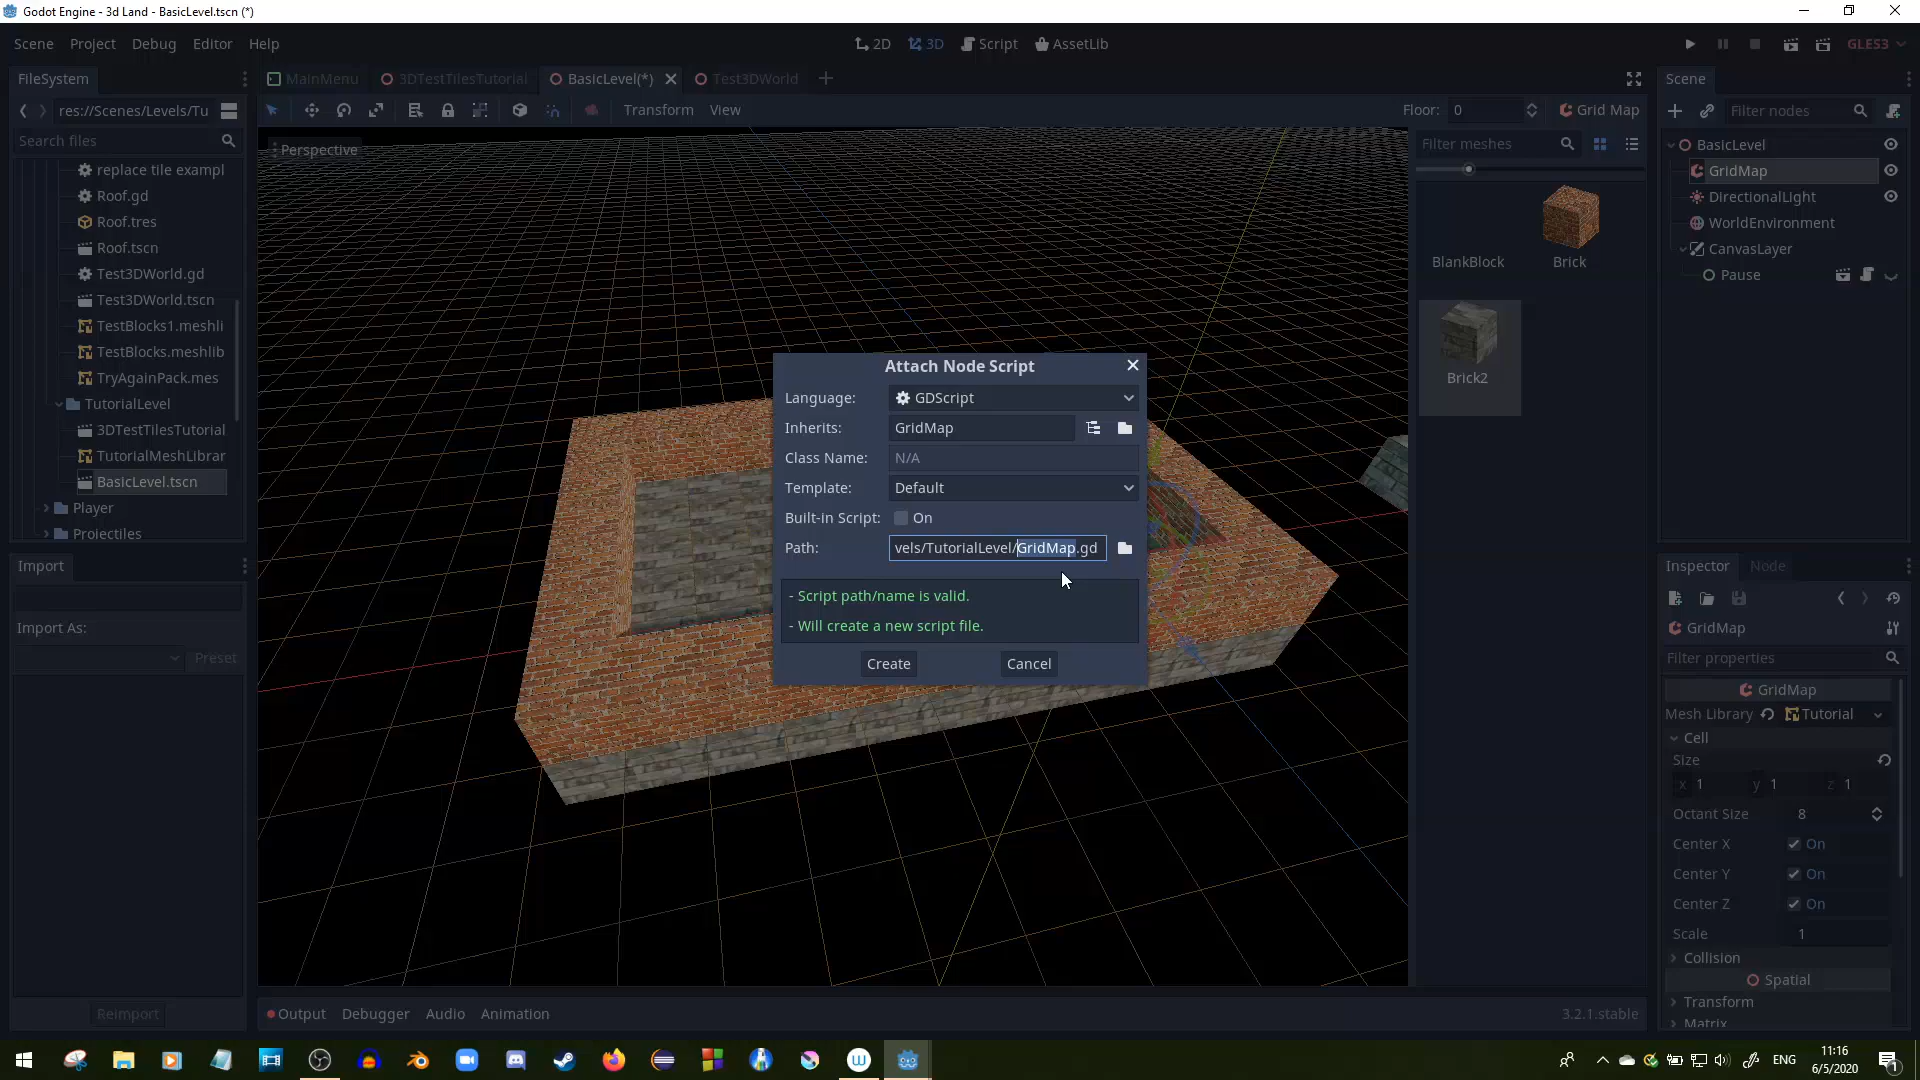 Godot Engine - 3d Land - BasicLevel.tscn (*)
Scene Project Debug Editor Help
2D 3D Script AssetLib
GLES3
FileSystem
MainMenu 3DTestTilesTutorial BasicLevel(*) Test3DWorld
Scene
res://Scenes/Levels/Tu
Transform View
Floor: 0
Grid Map
Filter nodes
Search files
Perspective
Filter meshes
BasicLevel
GridMap
DirectionalLight
WorldEnvironment
CanvasLayer
Pause
replace tile exampl
Roof.gd
Roof.tres
Roof.tscn
Test3DWorld.gd
Test3DWorld.tscn
TestBlocks1.meshli
TestBlocks.meshlib
TryAgainPack.mes
TutorialLevel
3DTestTilesTutorial
TutorialMeshLibrar
BasicLevel.tscn
Player
Projectiles
BlankBlock
Brick
Brick2
Attach Node Script
Language: GDScript
Inherits: GridMap
Class Name: N/A
Template: Default
Built-in Script: On
Path: vels/TutorialLevel/GridMap.gd
- Script path/name is valid.
- Will create a new script file.
Create Cancel
Import
Import As:
Preset
Reimport
Inspector Node
GridMap
Filter properties
GridMap
Mesh Library Tutorial
Cell
Size
x 1 y 1 z 1
Octant Size 8
Center X On
Center Y On
Center Z On
Scale 1
Collision
Spatial
Transform
Matrix
Output Debugger Audio Animation
3.2.1.stable
ENG
11:16
6/5/2020
1